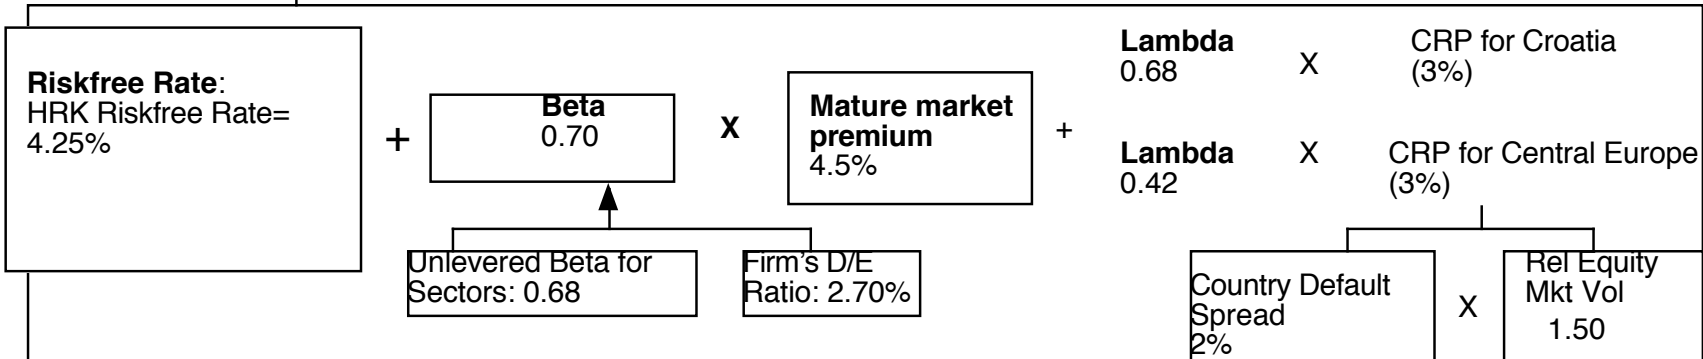 Riskfree Rate:
HRK Riskfree Rate=
4.25%
+
Beta
0.70
X
Mature market
premium
4.5%
+
Lambda
0.68
X
CRP for Croatia
(3%)
Lambda
0.42
X
CRP for Central Europe
(3%)
Unlevered Beta for
Sectors: 0.68
Firm's D/E
Ratio: 2.70%
Country Default
Spread
2%
X
Rel Equity
Mkt Vol
1.50